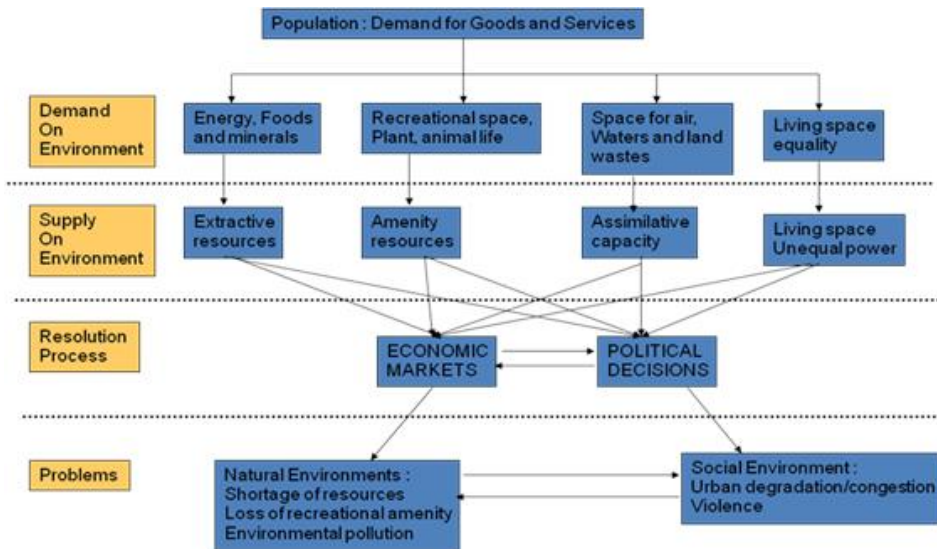 Population : Demand for Goods and Services
Demand
On
Environment
Energy, Foods
and minerals
Recreational space,
Plant, animal life
Space for air,
Waters and land
wastes
Living space
equality
Supply
On
Environment
Extractive
resources
Amenity
resources
Assimilative
capacity
Living space
Unequal power
Resolution
Process
ECONOMIC
MARKETS
POLITICAL
DECISIONS
Problems
Natural Environments :
Shortage of resources
Loss of recreational amenity
Environmental pollution
Social Environment :
Urban degradation/congestion
Violence